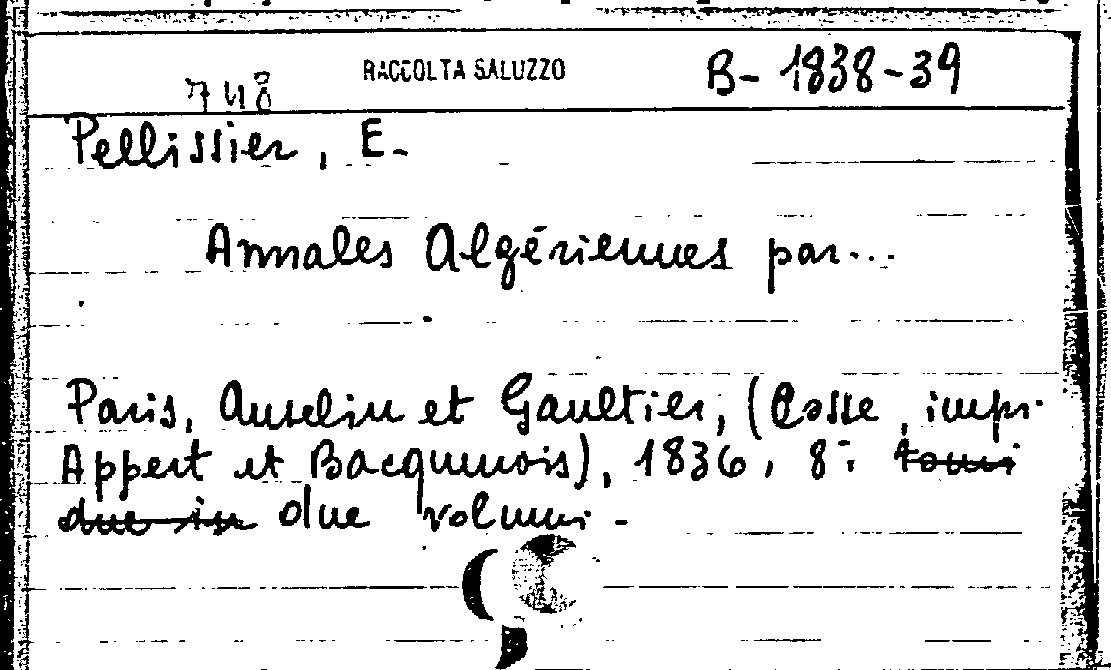 RACCOLTA SALUZZO B- 1838-39
748
Pellissier, E.
Annales Algériennes par...
Paris, Anselin et Gaultier, (Cosse, impr.
Appert et Bacquenois), 1836, 8: tomi
due in due volumi.